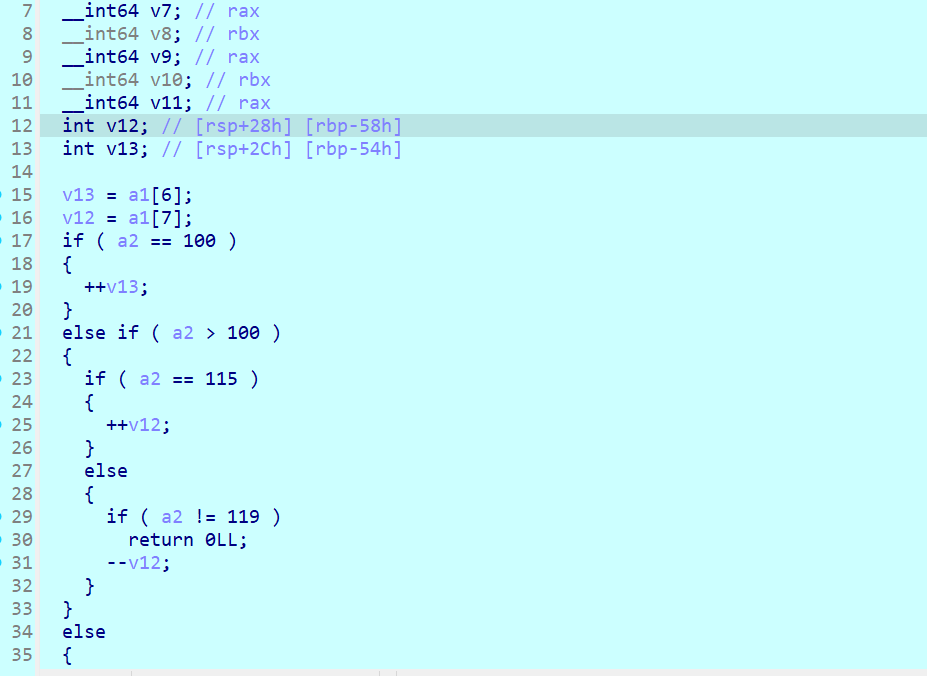 7 __int64 v7; // rax
8 __int64 v8; // rbx
9 __int64 v9; // rax
10 __int64 v10; // rbx
11 __int64 v11; // rax
12 int v12; // [rsp+28h] [rbp-58h]
13 int v13; // [rsp+2Ch] [rbp-54h]
14
15 v13 = a1[6];
16 v12 = a1[7];
17 if ( a2 == 100 )
18 {
19 ++v13;
20 }
21 else if ( a2 > 100 )
22 {
23 if ( a2 == 115 )
24 {
25 ++v12;
26 }
27 else
28 {
29 if ( a2 != 119 )
30 return 0LL;
31 --v12;
32 }
33 }
34 else
35 {